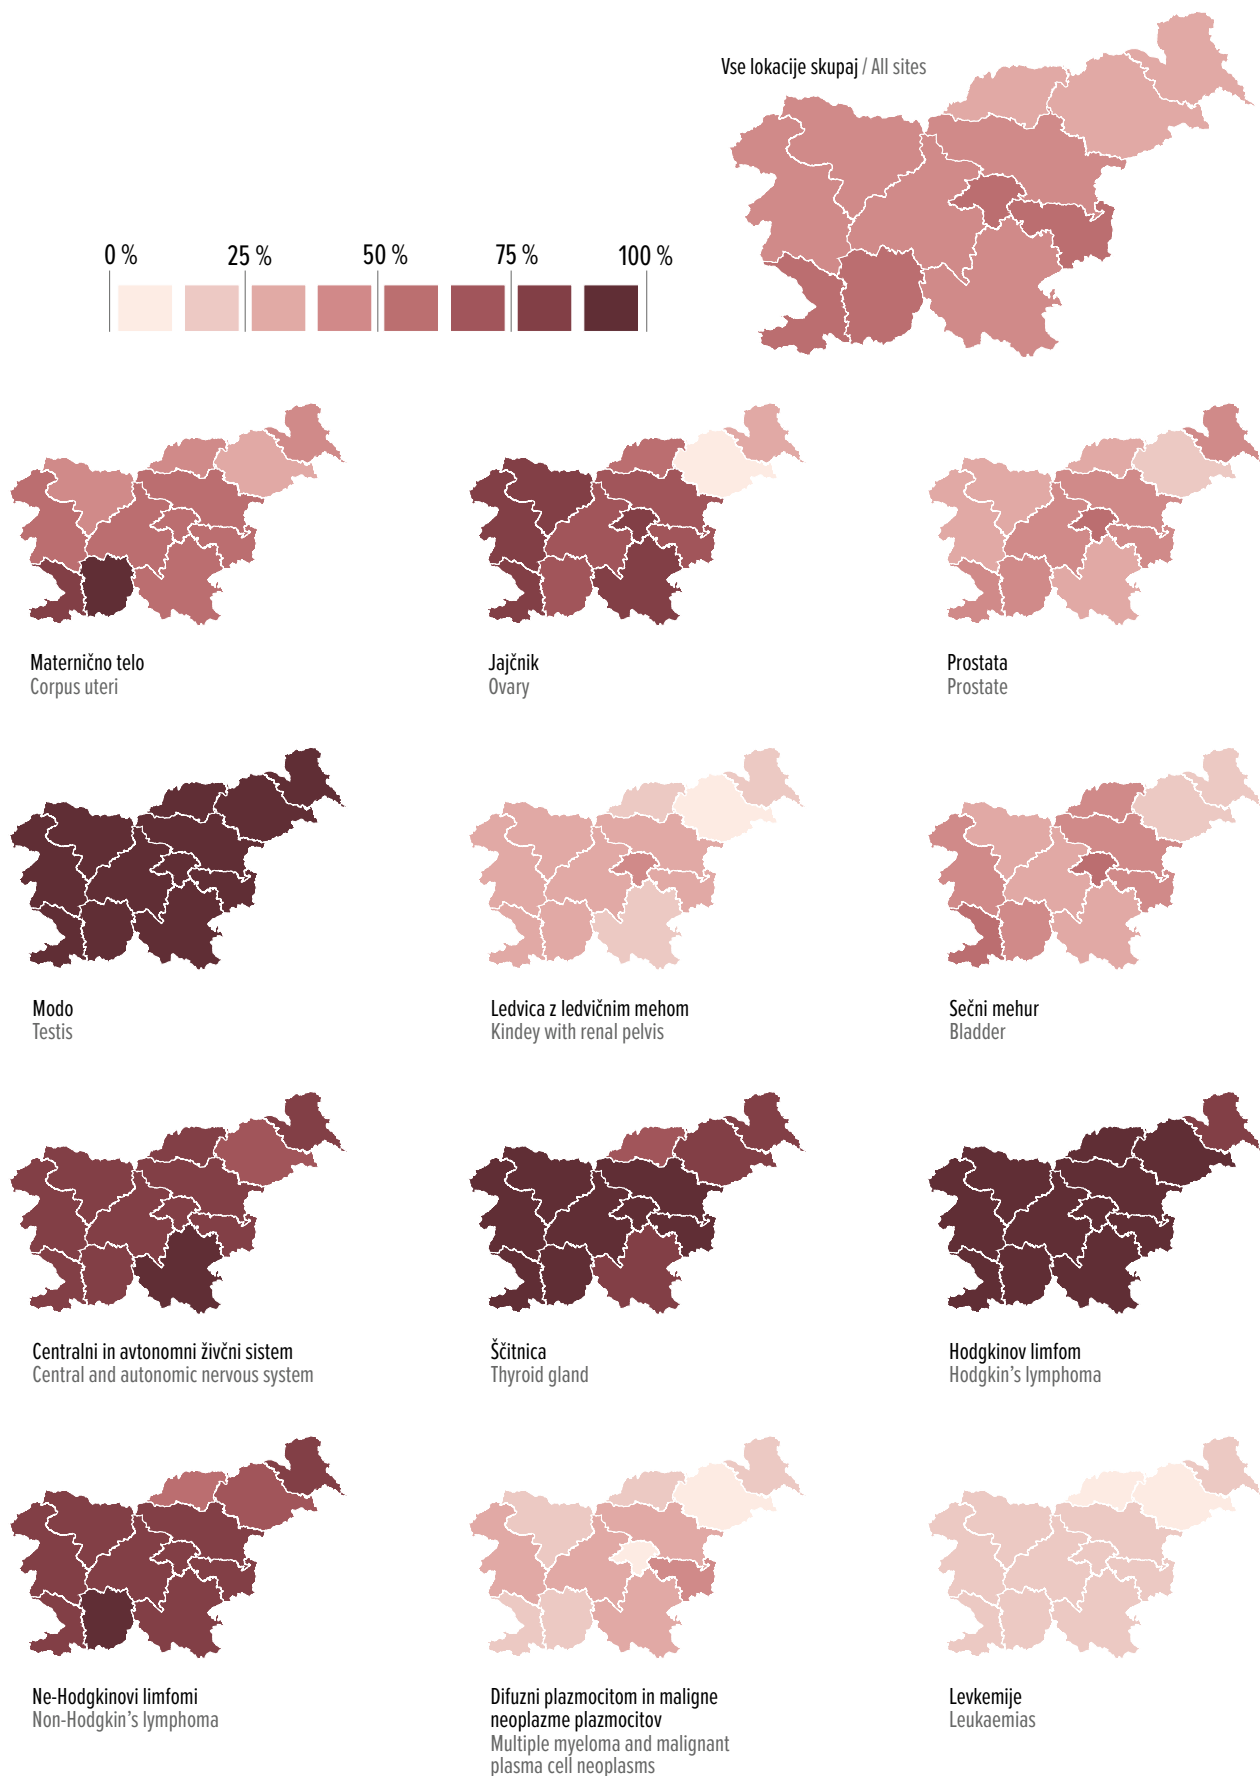 Vse lokacije skupaj / All sites
0 % 25 % 50 % 75 % 100 %
Maternično telo
Corpus uteri
Jajčnik
Ovary
Prostata
Prostate
Modo
Testis
Ledvica z ledvičnim mehom
Kindey with renal pelvis
Sečni mehur
Bladder
Centralni in avtonomni živčni sistem
Central and autonomic nervous system
Ščitnica
Thyroid gland
Hodgkinov limfom
Hodgkin's lymphoma
Ne-Hodgkinovi limfomi
Non-Hodgkin's lymphoma
Difuzni plazmocitom in maligne
neoplazme plazmocitov
Multiple myeloma and malignant
plasma cell neoplasms
Levkemije
Leukaemias